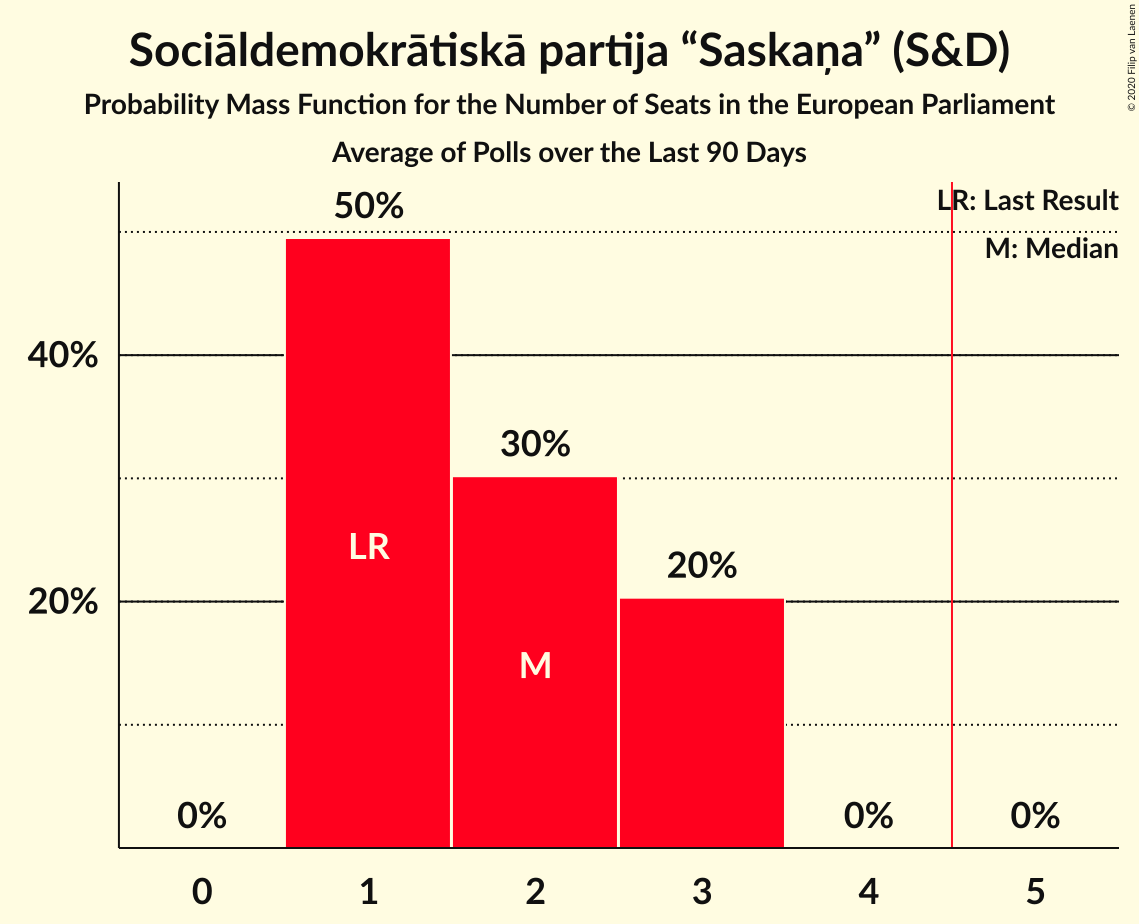 Sociāldemokrātiskā partija “Saskaņa” (S&D)
Probability Mass Function for the Number of Seats in the European Parliament
Average of Polls over the Last 90 Days
© 2020 Filip van Laenen
LR: Last Result
M: Median
50%
40%
30%
20%
20%
LR
M
0%
0%
0%
0
1
2
3
4
5